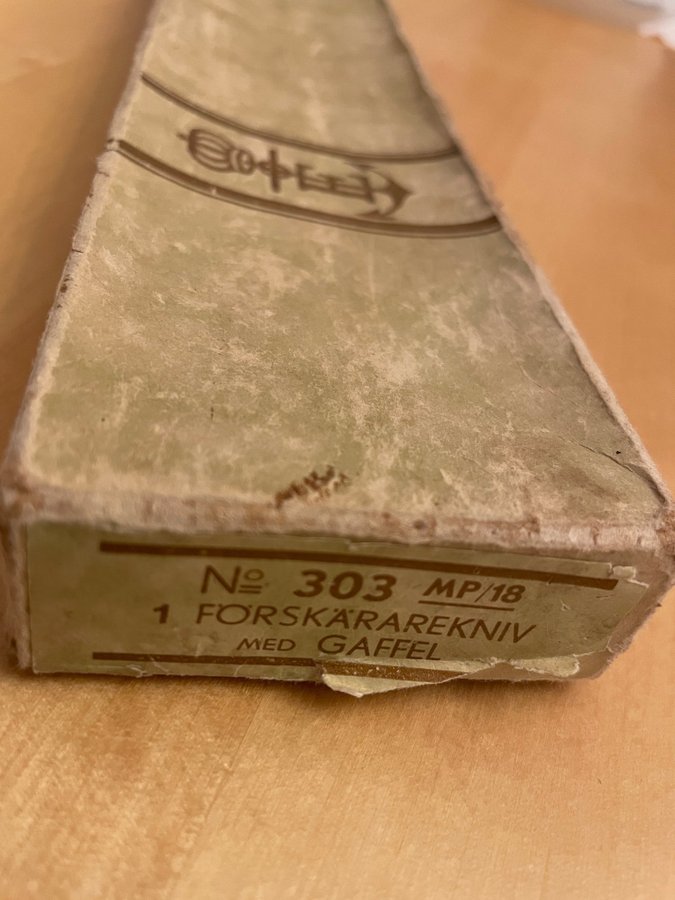 Nº 303 MP/18
1 FÖRSKÄRAREKNIV
MED GAFFEL